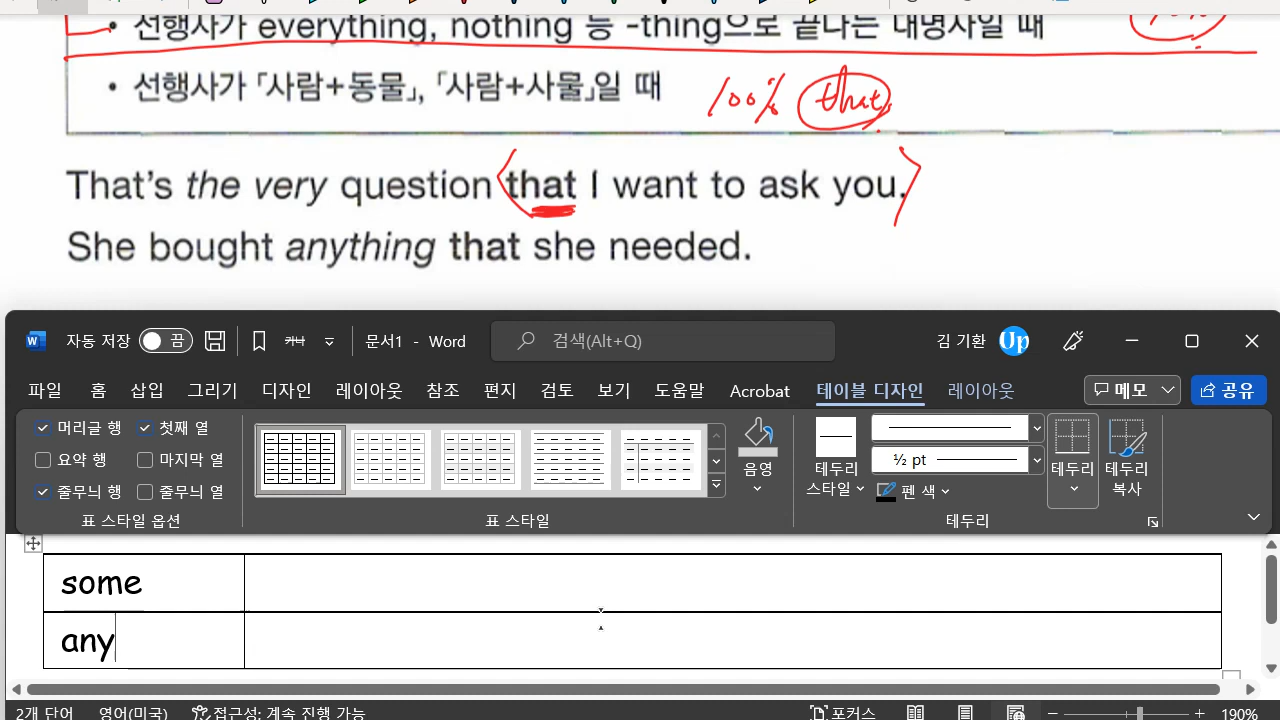 • 선행사가 everything, nothing 등 -thing으로 끝나는 대명사일 때
• 선행사가 「사람+동물」, 「사람+사물」일 때 100% that
That's the very question that I want to ask you.
She bought anything that she needed.
자동 저장 끔 가나 문서1 - Word 검색(Alt+Q) 김 기환 Up
파일 홈 삽입 그리기 디자인 레이아웃 참조 편지 검토 보기 도움말 Acrobat 테이블 디자인 레이아웃 메모 공유
머리글 행 첫째 열
요약 행 마지막 열
줄무늬 행 줄무늬 열
표 스타일 옵션
표 스타일
음영
테두리
스타일
½ pt
펜 색
테두리
테두리
복사
테두리
some
any
2개 단어 영어(미국) 접근성: 계속 진행 가능 포커스 190%